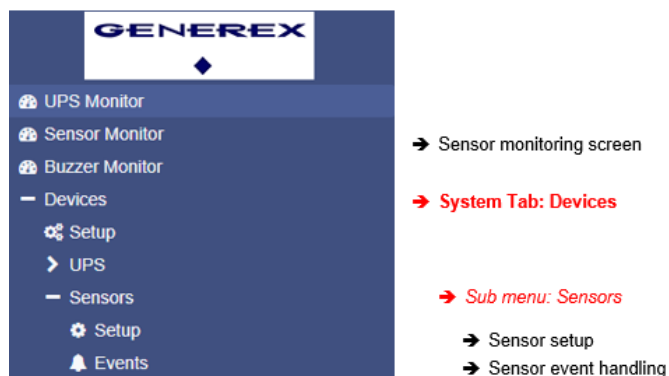 GENEREX
UPS Monitor
Sensor Monitor
➔ Sensor monitoring screen
Buzzer Monitor
Devices
➔ System Tab: Devices
Setup
UPS
Sensors
➔ Sub menu: Sensors
Setup
➔ Sensor setup
Events
➔ Sensor event handling